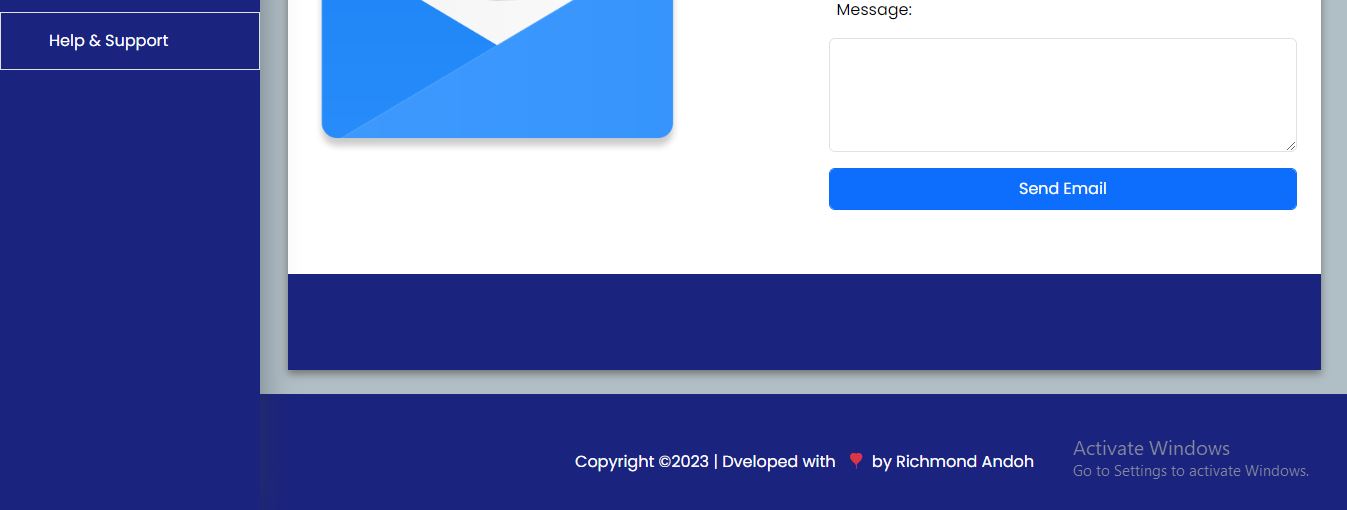 Message:
Help & Support
Send Email
Copyright ©2023 | Dveloped with by Richmond Andoh
Activate Windows
Go to Settings to activate Windows.